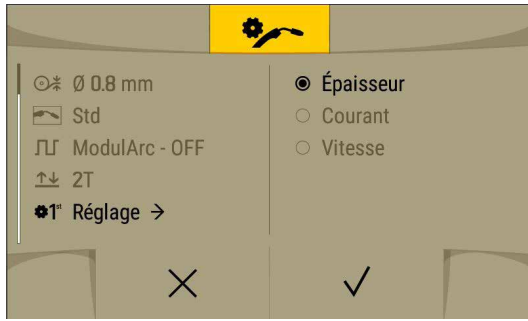 Ø 0.8 mm
Std
ModulArc - OFF
2T
1st Réglage →
Épaisseur
Courant
Vitesse